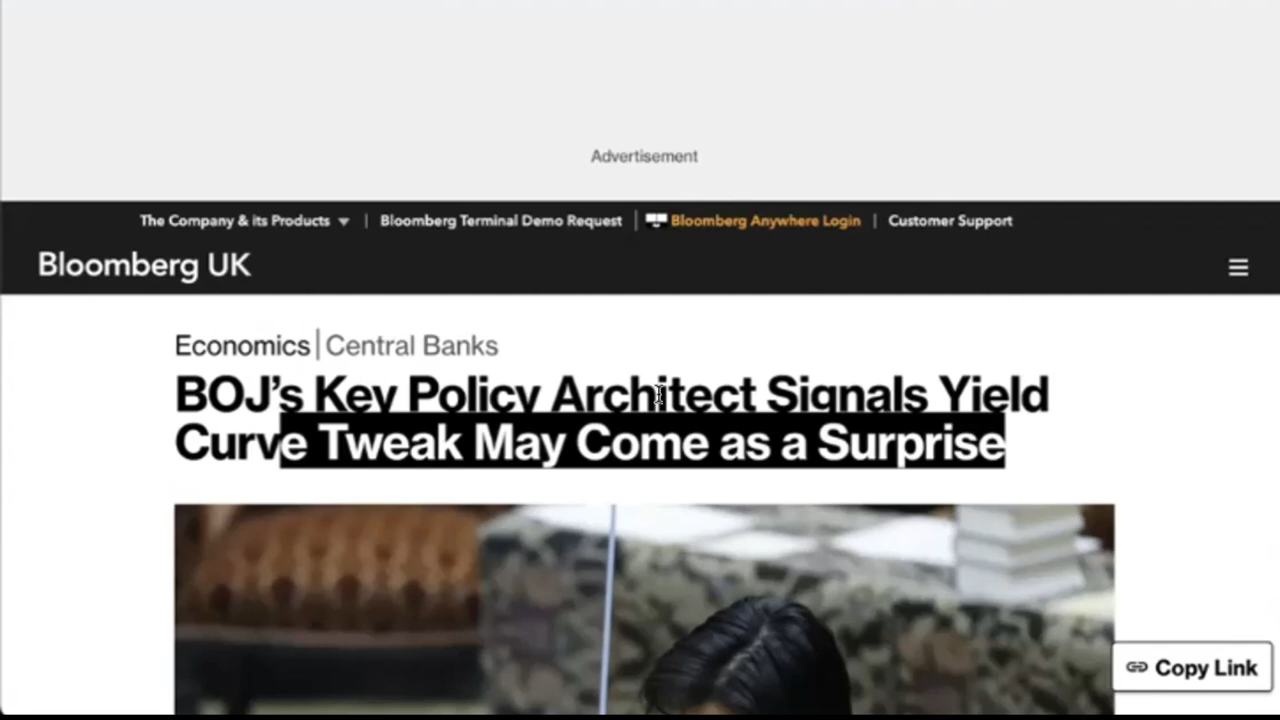 Advertisement
The Company & its Products | Bloomberg Terminal Demo Request | Bloomberg Anywhere Login | Customer Support
Bloomberg UK
Economics | Central Banks
BOJ’s Key Policy Architect Signals Yield
Curve Tweak May Come as a Surprise
Copy Link